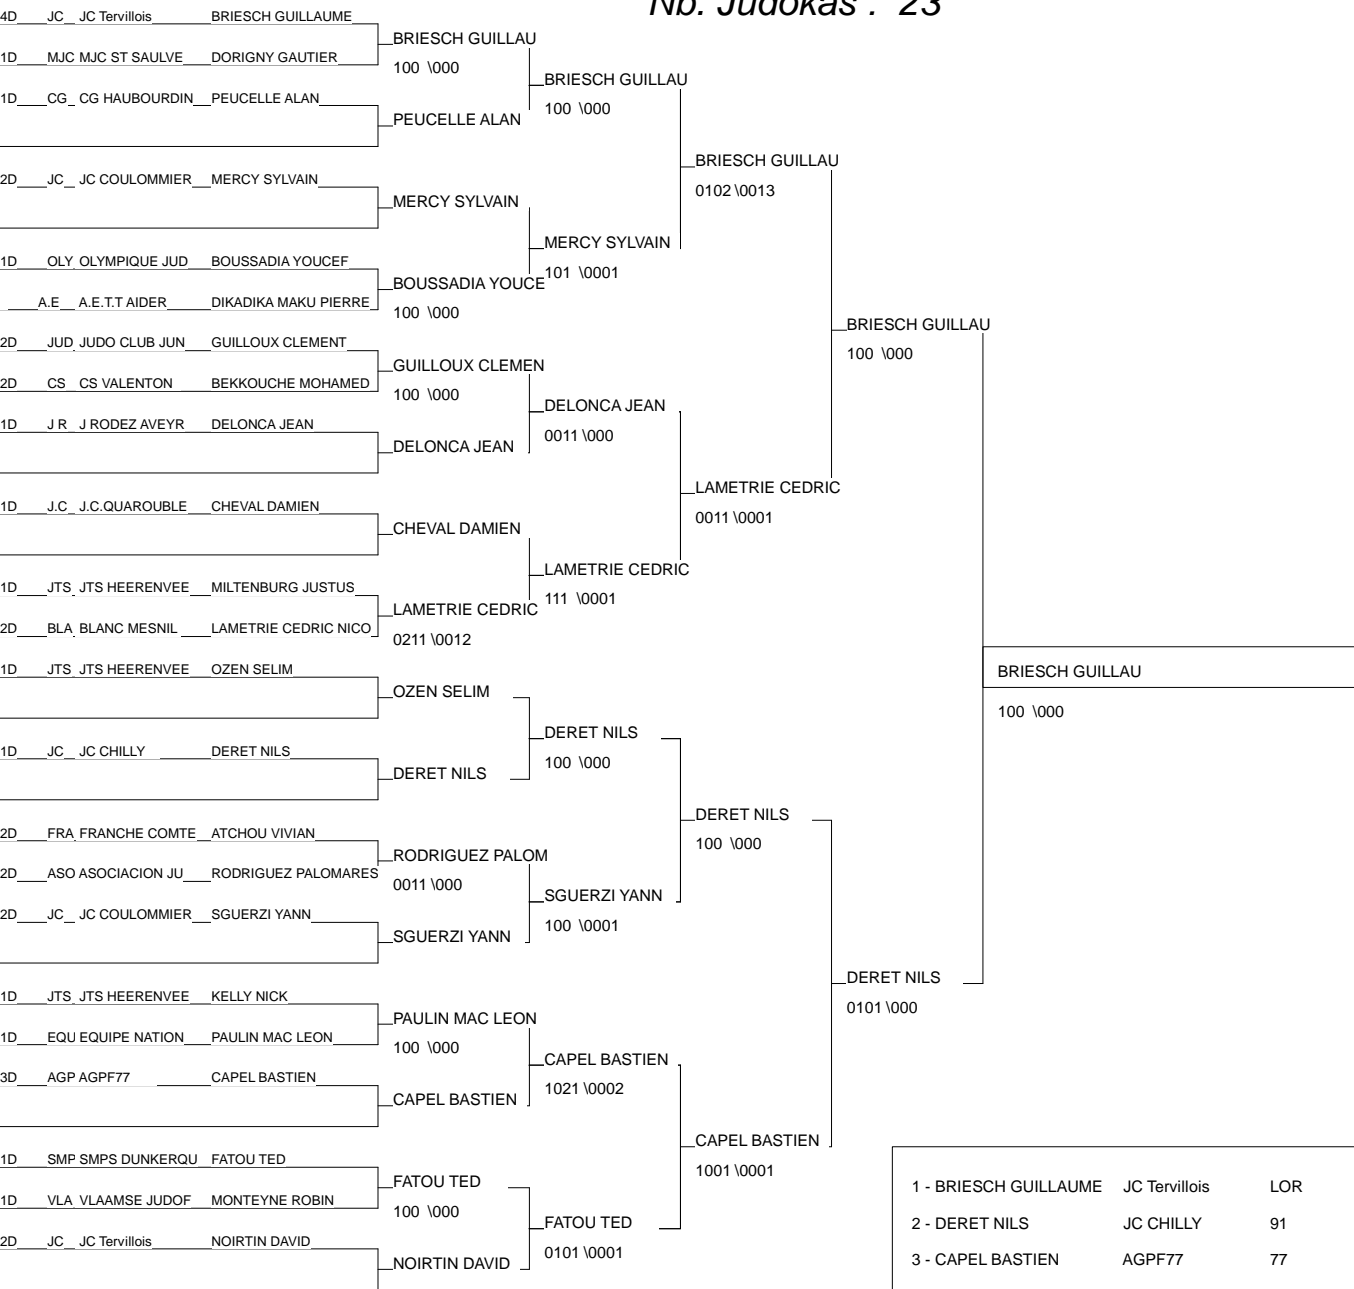 Nb. Judokas : 23
4D JC JC Tervillois BRIESCH GUILLAUME
BRIESCH GUILLAU
1D MJC MJC ST SAULVE DORIGNY GAUTIER
100 \000
BRIESCH GUILLAU
1D CG CG HAUBOURDIN PEUCELLE ALAN
100 \000
PEUCELLE ALAN
BRIESCH GUILLAU
2D JC JC COULOMMIER MERCY SYLVAIN
0102 \0013
MERCY SYLVAIN
MERCY SYLVAIN
1D OLY OLYMPIQUE JUD BOUSSADIA YOUCEF
101 \0001
BOUSSADIA YOUCE
A.E A.E.T.T AIDER DIKADIKA MAKU PIERRE
100 \000
BRIESCH GUILLAU
2D JUD JUDO CLUB JUN GUILLOUX CLEMENT
100 \000
GUILLOUX CLEMEN
2D CS CS VALENTON BEKKOUCHE MOHAMED
100 \000
DELONCA JEAN
1D J R J RODEZ AVEYR DELONCA JEAN
0011 \000
DELONCA JEAN
LAMETRIE CEDRIC
1D J.C J.C.QUAROUBLE CHEVAL DAMIEN
0011 \0001
CHEVAL DAMIEN
LAMETRIE CEDRIC
1D JTS JTS HEERENVEE MILTENBURG JUSTUS
111 \0001
LAMETRIE CEDRIC
2D BLA BLANC MESNIL LAMETRIE CEDRIC NICO
0211 \0012
1D JTS JTS HEERENVEE OZEN SELIM
BRIESCH GUILLAU
OZEN SELIM
100 \000
DERET NILS
1D JC JC CHILLY DERET NILS
100 \000
DERET NILS
DERET NILS
2D FRA FRANCHE COMTE ATCHOU VIVIAN
100 \000
RODRIGUEZ PALOM
2D ASO ASOCIACION JU RODRIGUEZ PALOMARES
0011 \000
SGUERZI YANN
2D JC JC COULOMMIER SGUERZI YANN
100 \0001
SGUERZI YANN
DERET NILS
1D JTS JTS HEERENVEE KELLY NICK
0101 \000
PAULIN MAC LEON
1D EQU EQUIPE NATION PAULIN MAC LEON
100 \000
CAPEL BASTIEN
3D AGP AGPF77 CAPEL BASTIEN
1021 \0002
CAPEL BASTIEN
CAPEL BASTIEN
1D SMP SMPS DUNKERQU FATOU TED
1001 \0001
FATOU TED
1 - BRIESCH GUILLAUME JC Tervillois LOR
1D VLA VLAAMSE JUDOF MONTEYNE ROBIN
100 \000
FATOU TED
2 - DERET NILS JC CHILLY 91
2D JC JC Tervillois NOIRTIN DAVID
0101 \0001
NOIRTIN DAVID
3 - CAPEL BASTIEN AGPF77 77